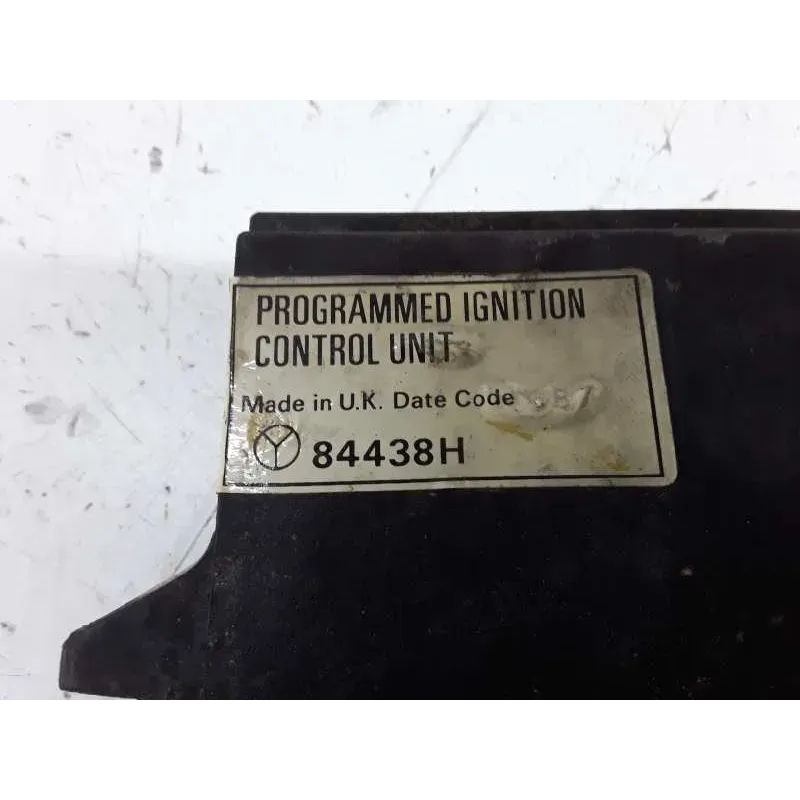 PROGRAMMED IGNITION
CONTROL UNIT
Made in U.K. Date Code
84438H